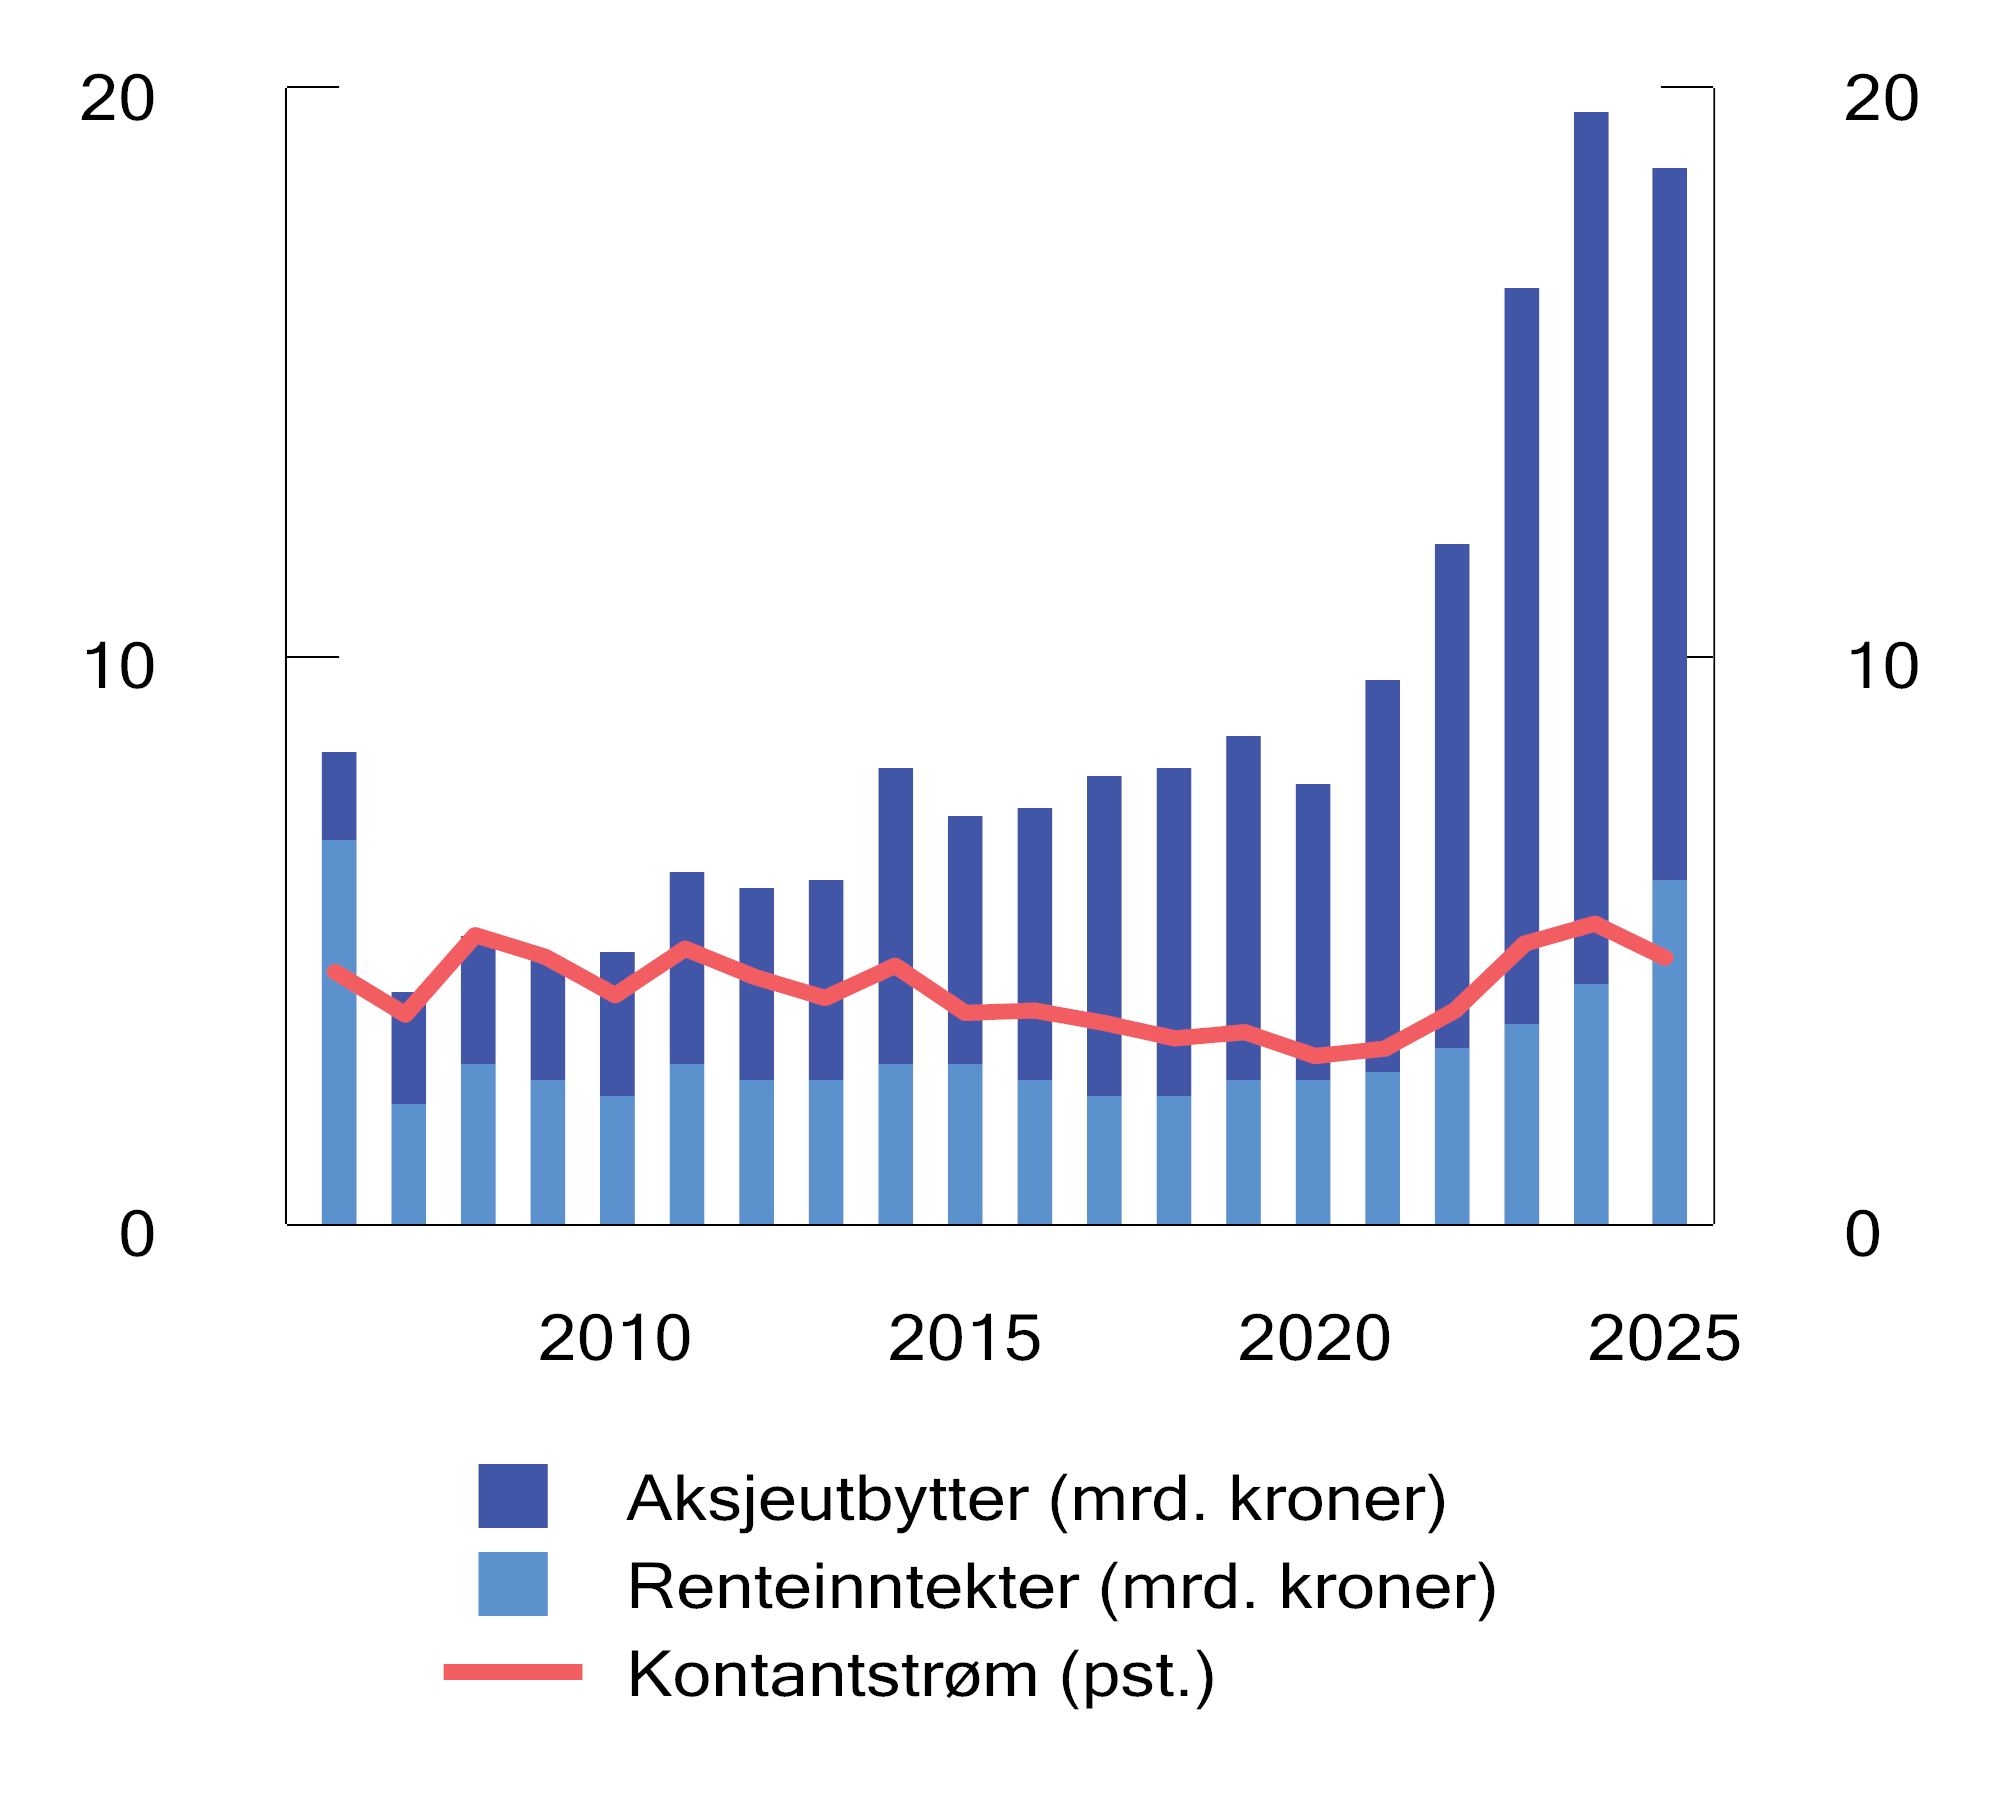 20 20
10 10
0 0
2010 2015 2020 2025
Aksjeutbytter (mrd. kroner)
Renteinntekter (mrd. kroner)
Kontantstrøm (pst.)